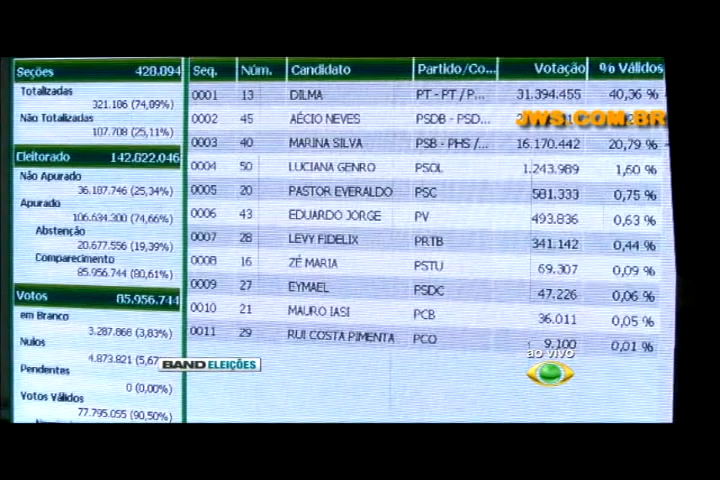 Seções 428.894
Totalizadas
321.186 (74,89%)
Não Totalizadas
107.708 (25,11%)
Eleitorado 142.822.046
Não Apurado
36.187.746 (25,34%)
Apurado
106.634.300 (74,66%)
Abstenção
20.677.556 (19,39%)
Comparecimento
85.956.744 (80,61%)
Votos 85.956.744
em Branco
3.287.868 (3,83%)
Nulos
4.873.821 (5,67
Pendentes
0 (0,00%)
Votos Válidos
77.795.055 (90,50%)
Seq. Núm. Candidato Partido/Co... Votação % Válidos
0001 13 DILMA PT - PT / P... 31.394.455 40,36 %
0002 45 AÉCIO NEVES PSDB - PSD...
JWS.COM.BR
0003 40 MARINA SILVA PSB - PHS /... 16.170.442 20,79 %
0004 50 LUCIANA GENRO PSOL 1.243.989 1,60 %
0005 20 PASTOR EVERALDO PSC 581.333 0,75 %
0006 43 EDUARDO JORGE PV 493.836 0,63 %
0007 28 LEVY FIDELIX PRTB 341.142 0,44 %
0008 16 ZÉ MARIA PSTU 69.307 0,09 %
0009 27 EYMAEL PSDC 47.226 0,06 %
0010 21 MAURO IASI PCB 36.011 0,05 %
0011 29 RUI COSTA PIMENTA PCO 9.100 0,01 %
BAND ELEIÇÕES
AO VIVO